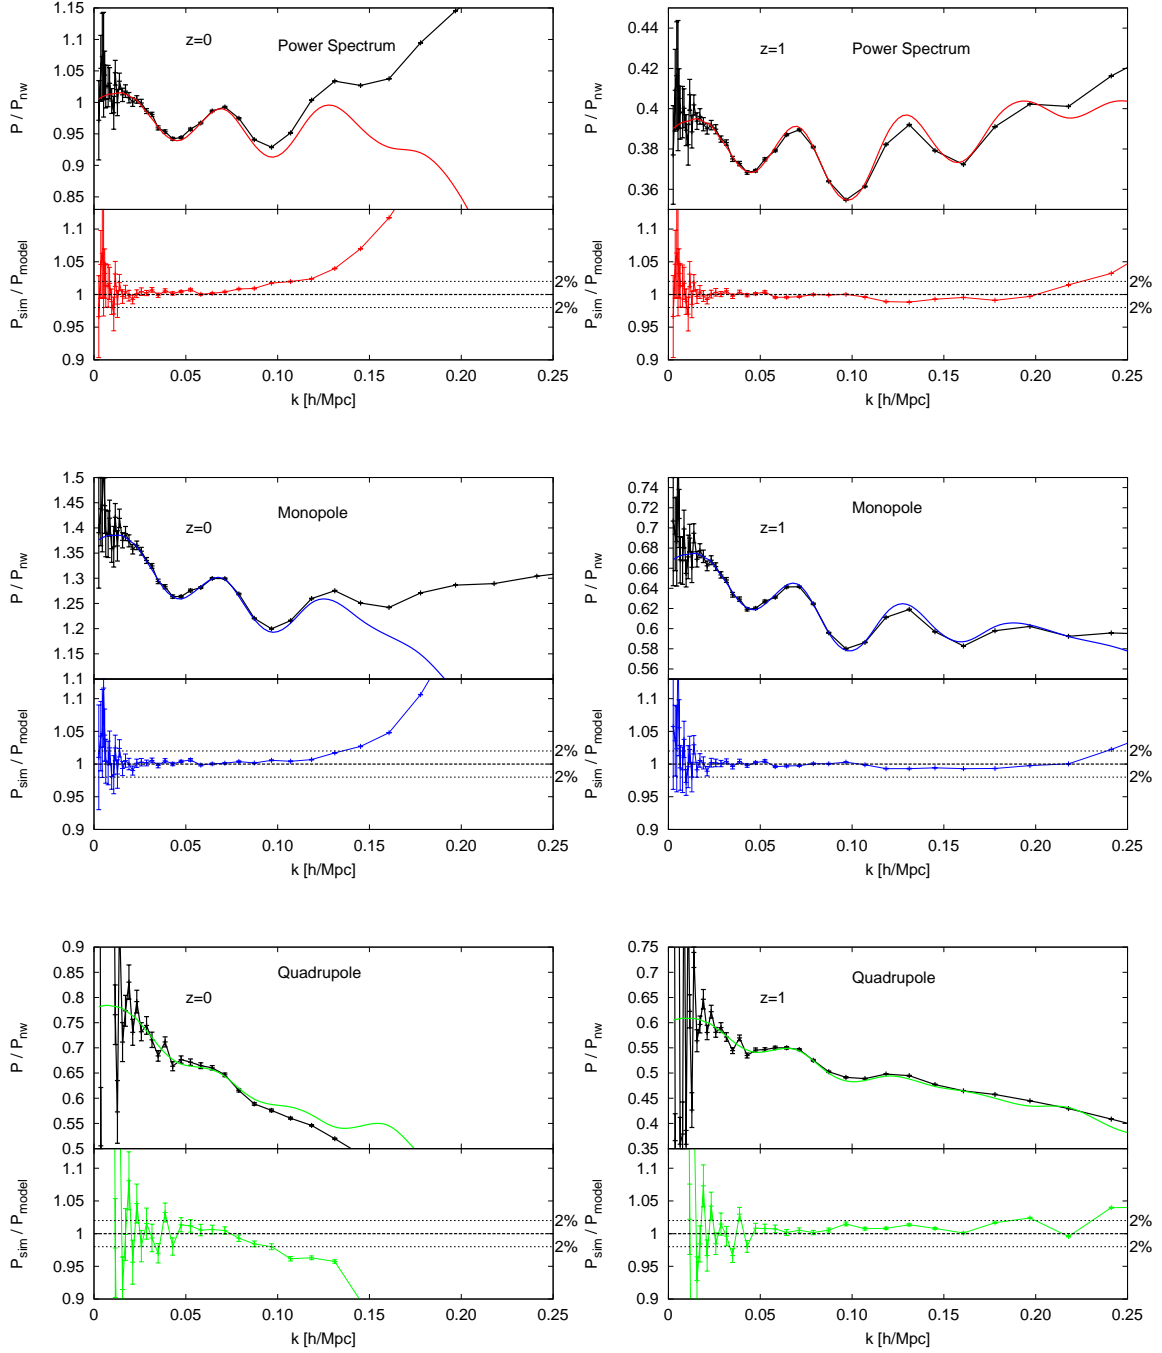 1.15
1.1
1.05
1
0.95
0.9
0.85
P / P_nw
z=0
Power Spectrum
1.1
1.05
1
0.95
0.9
P_sim / P_model
2%
2%
0 0.05 0.10 0.15 0.20 0.25
k [h/Mpc]
0.44
0.42
0.4
0.38
0.36
P / P_nw
z=1
Power Spectrum
1.1
1.05
1
0.95
0.9
P_sim / P_model
2%
2%
0 0.05 0.10 0.15 0.20 0.25
k [h/Mpc]
1.5
1.45
1.4
1.35
1.3
1.25
1.2
1.15
1.1
P / P_nw
z=0
Monopole
1.1
1.05
1
0.95
0.9
P_sim / P_model
2%
2%
0 0.05 0.10 0.15 0.20 0.25
k [h/Mpc]
0.74
0.72
0.7
0.68
0.66
0.64
0.62
0.6
0.58
0.56
P / P_nw
z=1
Monopole
1.1
1.05
1
0.95
0.9
P_sim / P_model
2%
2%
0 0.05 0.10 0.15 0.20 0.25
k [h/Mpc]
0.9
0.85
0.8
0.75
0.7
0.65
0.6
0.55
0.5
P / P_nw
z=0
Quadrupole
1.1
1.05
1
0.95
0.9
P_sim / P_model
2%
2%
0 0.05 0.10 0.15 0.20 0.25
k [h/Mpc]
0.75
0.7
0.65
0.6
0.55
0.5
0.45
0.4
0.35
P / P_nw
z=1
Quadrupole
1.1
1.05
1
0.95
0.9
P_sim / P_model
2%
2%
0 0.05 0.10 0.15 0.20 0.25
k [h/Mpc]